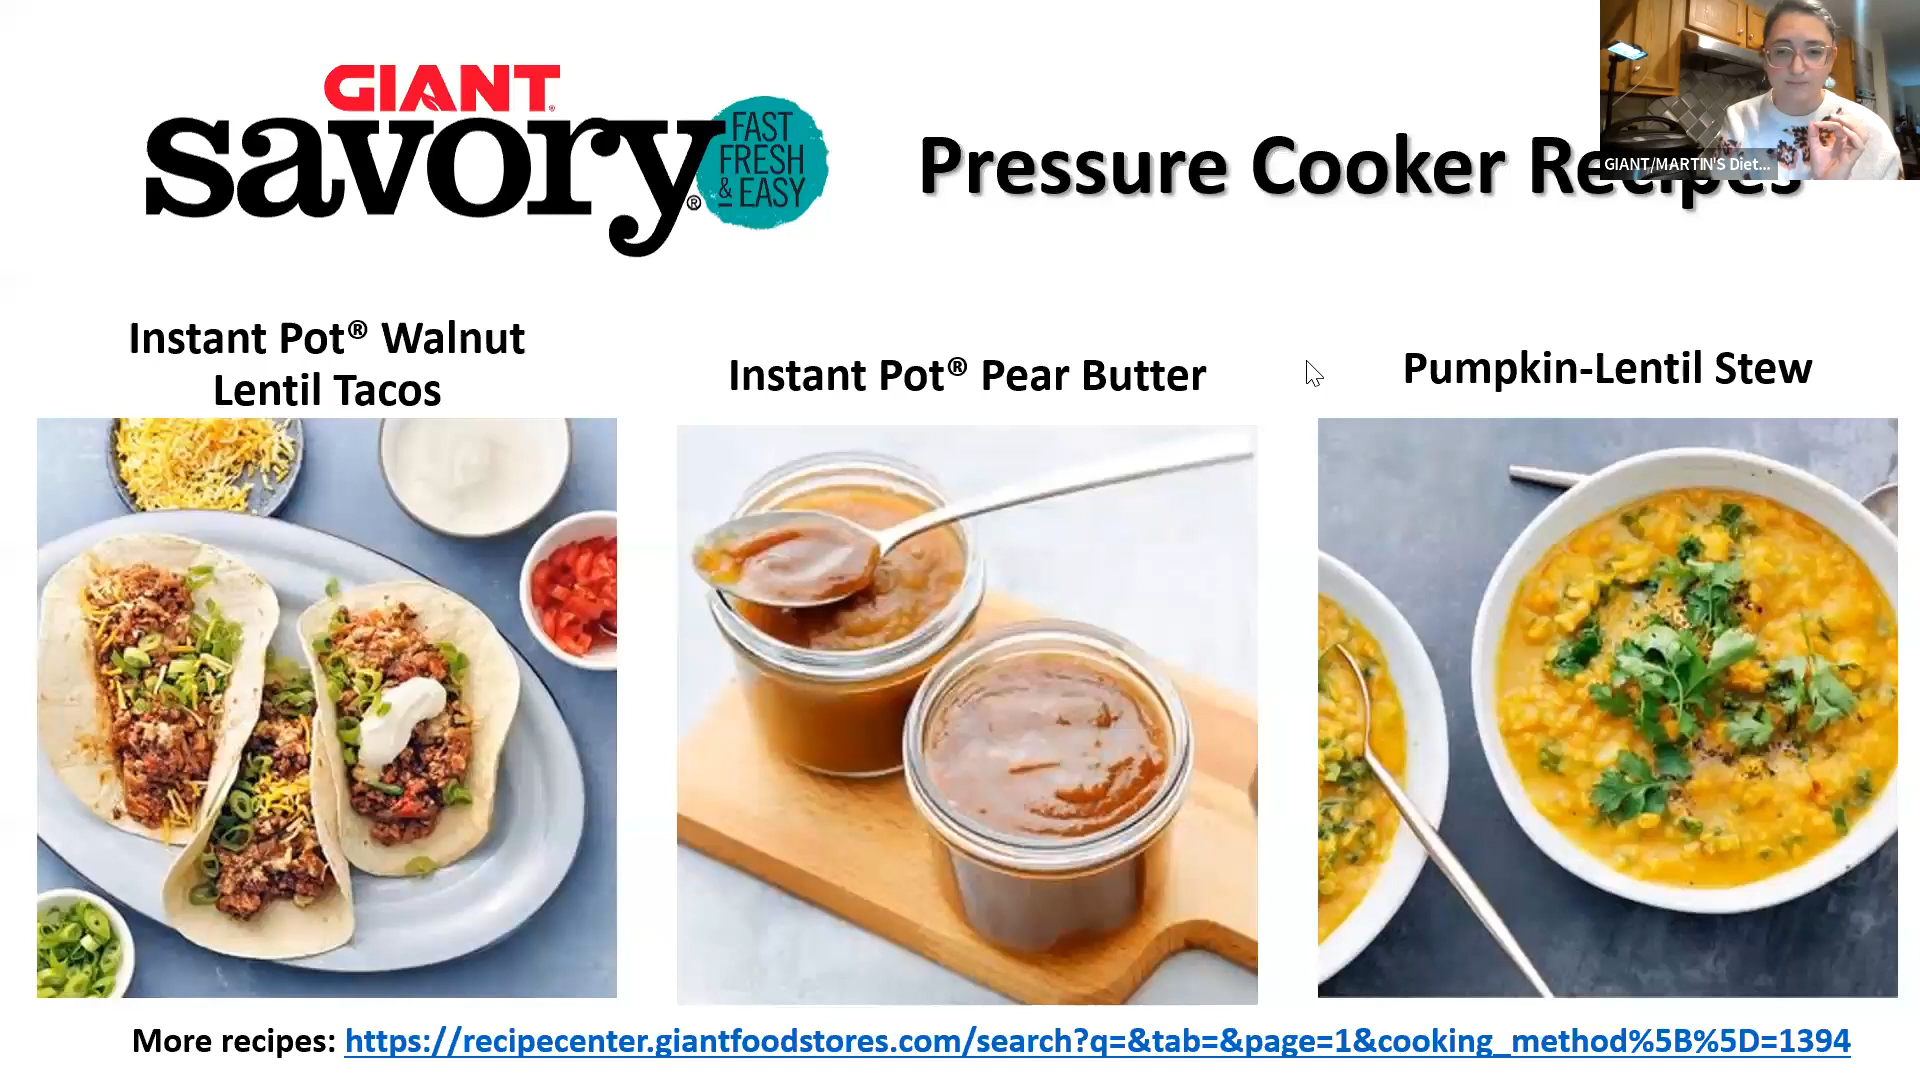 GIANT
savory®
FAST
FRESH
& EASY
Pressure Cooker Recipes
GIANT/MARTIN'S Diet...
Instant Pot® Walnut
Lentil Tacos
Instant Pot® Pear Butter
Pumpkin-Lentil Stew
More recipes: https://recipecenter.giantfoodstores.com/search?q=&tab=&page=1&cooking_method%5B%5D=1394